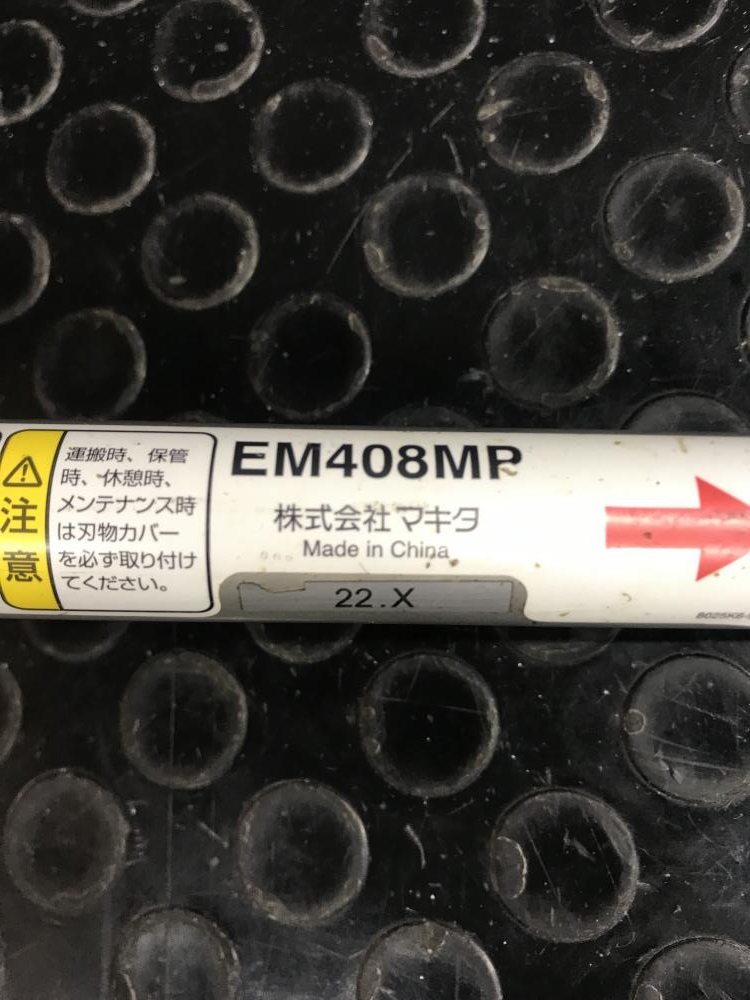 注意
運搬時、保管
時、休憩時、
メンテナンス時
は刃物カバー
を必ず取り付け
てください。
EM408MP
株式会社マキタ
Made in China
22.X